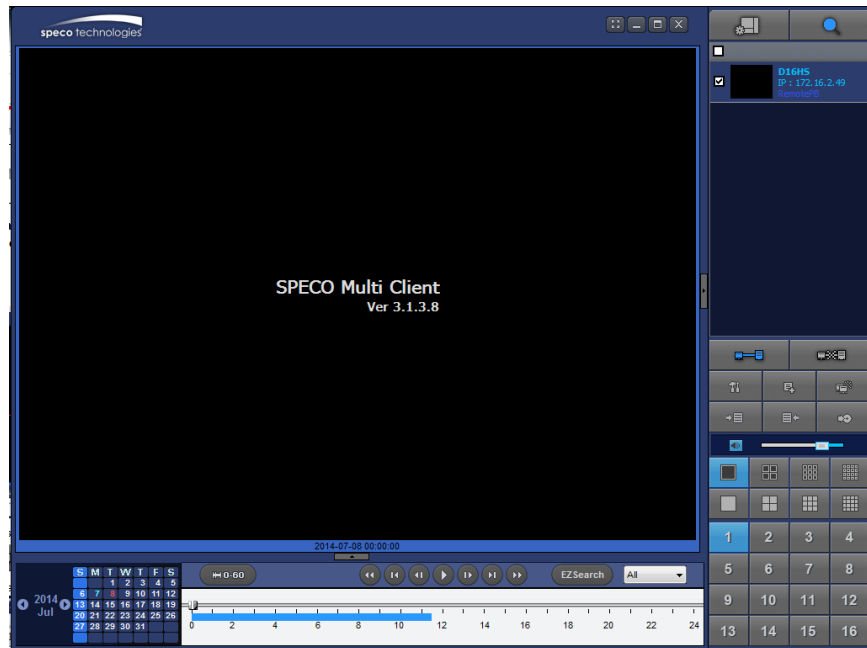 speco technologies
D16HS
IP : 172.16.2.49
RemotePB
SPECO Multi Client
Ver 3.1.3.8
2014-07-08 00:00:00
0-60
EZSearch
All
2014
Jul
S M T W T F S
1 2 3 4 5
6 7 8 9 10 11 12
13 14 15 16 17 18 19
20 21 22 23 24 25 26
27 28 29 30 31
0 2 4 6 8 10 12 14 16 18 20 22 24
1 2 3 4
5 6 7 8
9 10 11 12
13 14 15 16